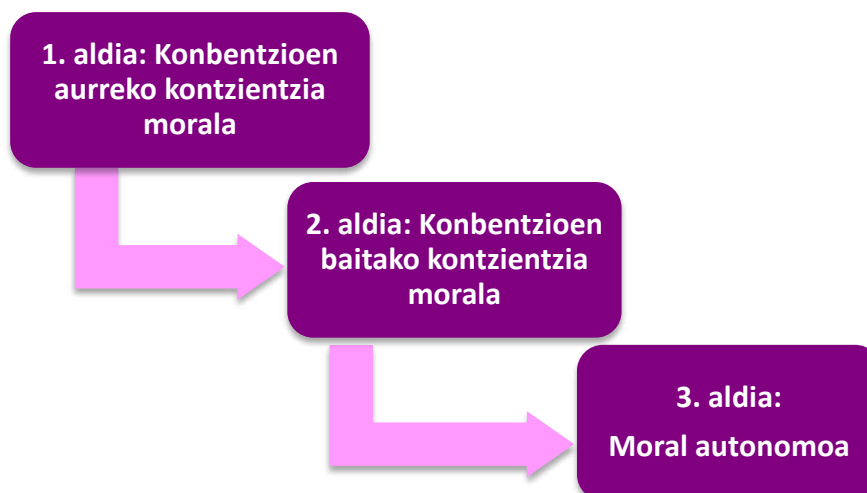 1. aldia: Konbentzioen
aurreko kontzientzia
morala
2. aldia: Konbentzioen
baitako kontzientzia
morala
3. aldia:
Moral autonomoa